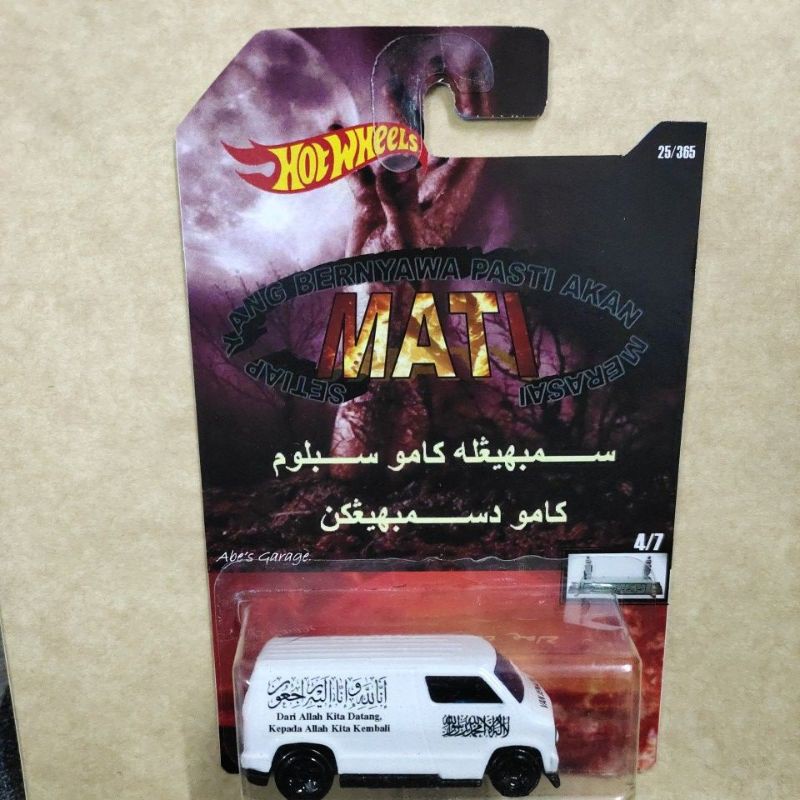 HOT WHEELS
25/365
SETIAP YANG BERNYAWA PASTI AKAN MERASAI
MATI
سمبهيڠله كامو سبلوم
كامو دسمبهيڠكن
Abe's Garage
4/7
إنا لله وإنا إليه راجعون
Dari Allah Kita Datang,
Kepada Allah Kita Kembali
لا إله إلا الله محمد رسول الله